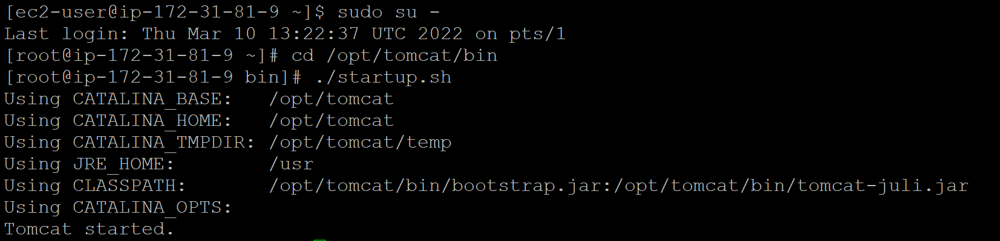 [ec2-user@ip-172-31-81-9 ~]$ sudo su -
Last login: Thu Mar 10 13:22:37 UTC 2022 on pts/1
[root@ip-172-31-81-9 ~]# cd /opt/tomcat/bin
[root@ip-172-31-81-9 bin]# ./startup.sh
Using CATALINA_BASE:   /opt/tomcat
Using CATALINA_HOME:   /opt/tomcat
Using CATALINA_TMPDIR: /opt/tomcat/temp
Using JRE_HOME:        /usr
Using CLASSPATH:       /opt/tomcat/bin/bootstrap.jar:/opt/tomcat/bin/tomcat-juli.jar
Using CATALINA_OPTS:
Tomcat started.